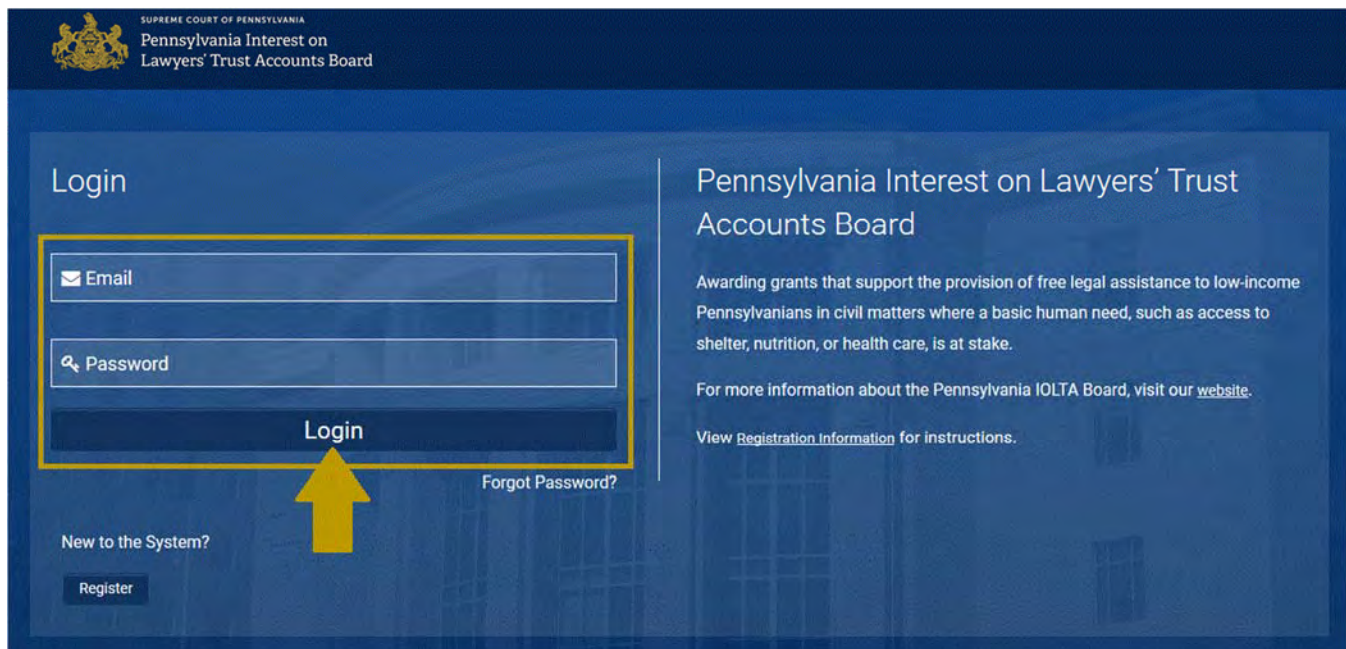 SUPREME COURT OF PENNSYLVANIA
Pennsylvania Interest on
Lawyers' Trust Accounts Board
Login
Email
Password
Login
Forgot Password?
New to the System?
Register
Pennsylvania Interest on Lawyers' Trust
Accounts Board
Awarding grants that support the provision of free legal assistance to low-income
Pennsylvanians in civil matters where a basic human need, such as access to
shelter, nutrition, or health care, is at stake.
For more information about the Pennsylvania IOLTA Board, visit our website.
View Registration Information for instructions.